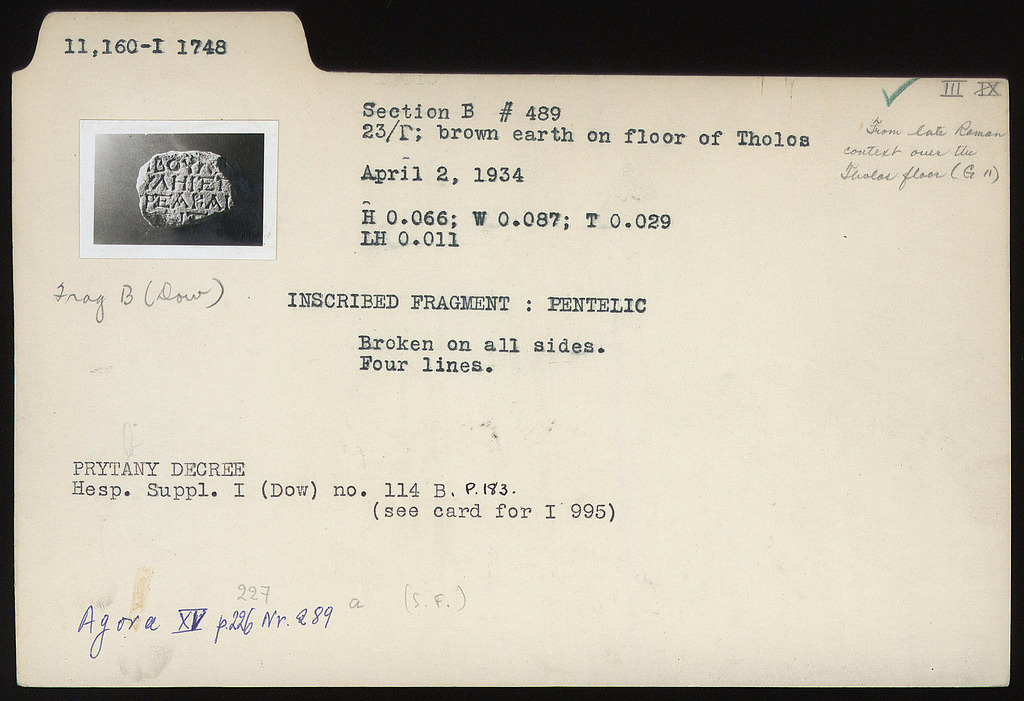 11,160-I 1748
III IX
Section B # 489
23/Γ; brown earth on floor of Tholos
From late Roman
context over the
Tholos floor (G 11)
April 2, 1934
H 0.066; W 0.087; T 0.029
LH 0.011
Frag B (Dow)
INSCRIBED FRAGMENT : PENTELIC
Broken on all sides.
Four lines.
PRYTANY DECREE
Hesp. Suppl. I (Dow) no. 114 B. P. 183.
(see card for I 995)
227 a (S. F.)
Agora XV p. 226 Nr. 289